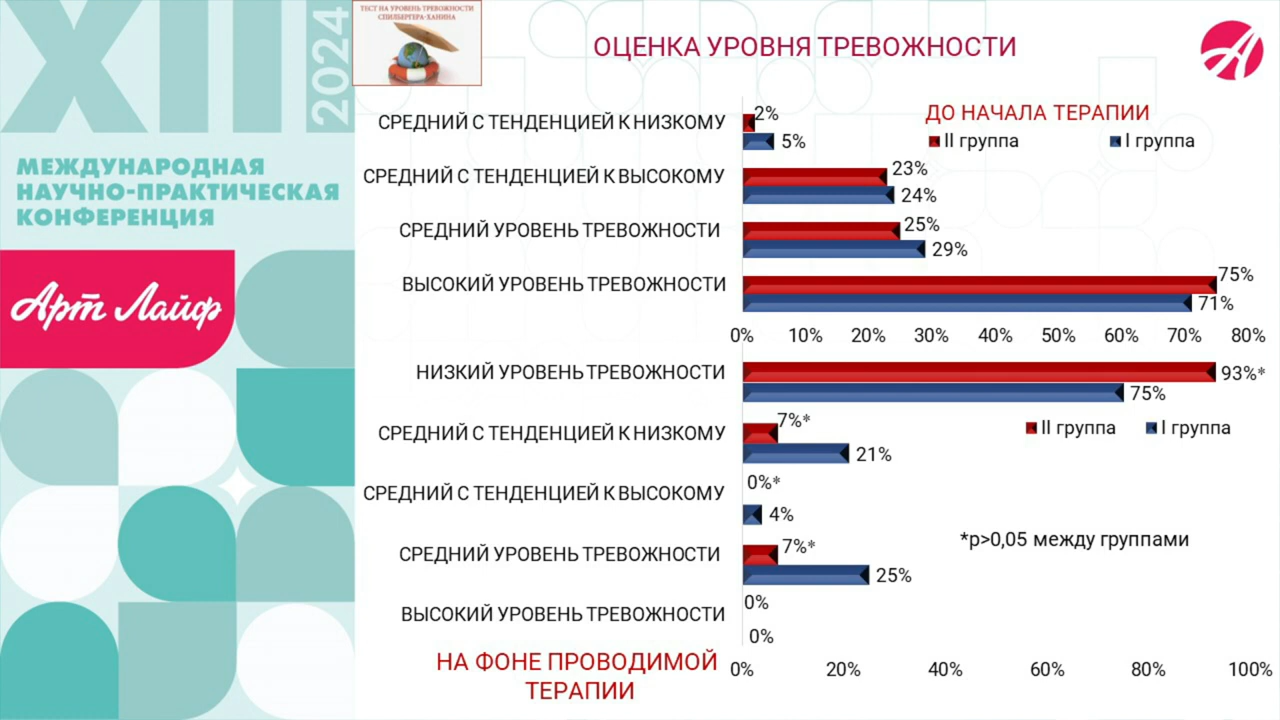 XII
2024
МЕЖДУНАРОДНАЯ
НАУЧНО-ПРАКТИЧЕСКАЯ
КОНФЕРЕНЦИЯ
Арт Лайф
ТЕСТ НА УРОВЕНЬ ТРЕВОЖНОСТИ
СПИЛБЕРГЕРА-ХАНИНА
ОЦЕНКА УРОВНЯ ТРЕВОЖНОСТИ
ДО НАЧАЛА ТЕРАПИИ
II группа I группа
СРЕДНИЙ С ТЕНДЕНЦИЕЙ К НИЗКОМУ
2%
5%
СРЕДНИЙ С ТЕНДЕНЦИЕЙ К ВЫСОКОМУ
23%
24%
СРЕДНИЙ УРОВЕНЬ ТРЕВОЖНОСТИ
25%
29%
ВЫСОКИЙ УРОВЕНЬ ТРЕВОЖНОСТИ
75%
71%
0% 10% 20% 30% 40% 50% 60% 70% 80%
НИЗКИЙ УРОВЕНЬ ТРЕВОЖНОСТИ
93%*
75%
II группа I группа
СРЕДНИЙ С ТЕНДЕНЦИЕЙ К НИЗКОМУ
7%*
21%
СРЕДНИЙ С ТЕНДЕНЦИЕЙ К ВЫСОКОМУ
0%*
4%
*р>0,05 между группами
СРЕДНИЙ УРОВЕНЬ ТРЕВОЖНОСТИ
7%*
25%
ВЫСОКИЙ УРОВЕНЬ ТРЕВОЖНОСТИ
0%
0%
0% 20% 40% 60% 80% 100%
НА ФОНЕ ПРОВОДИМОЙ
ТЕРАПИИ